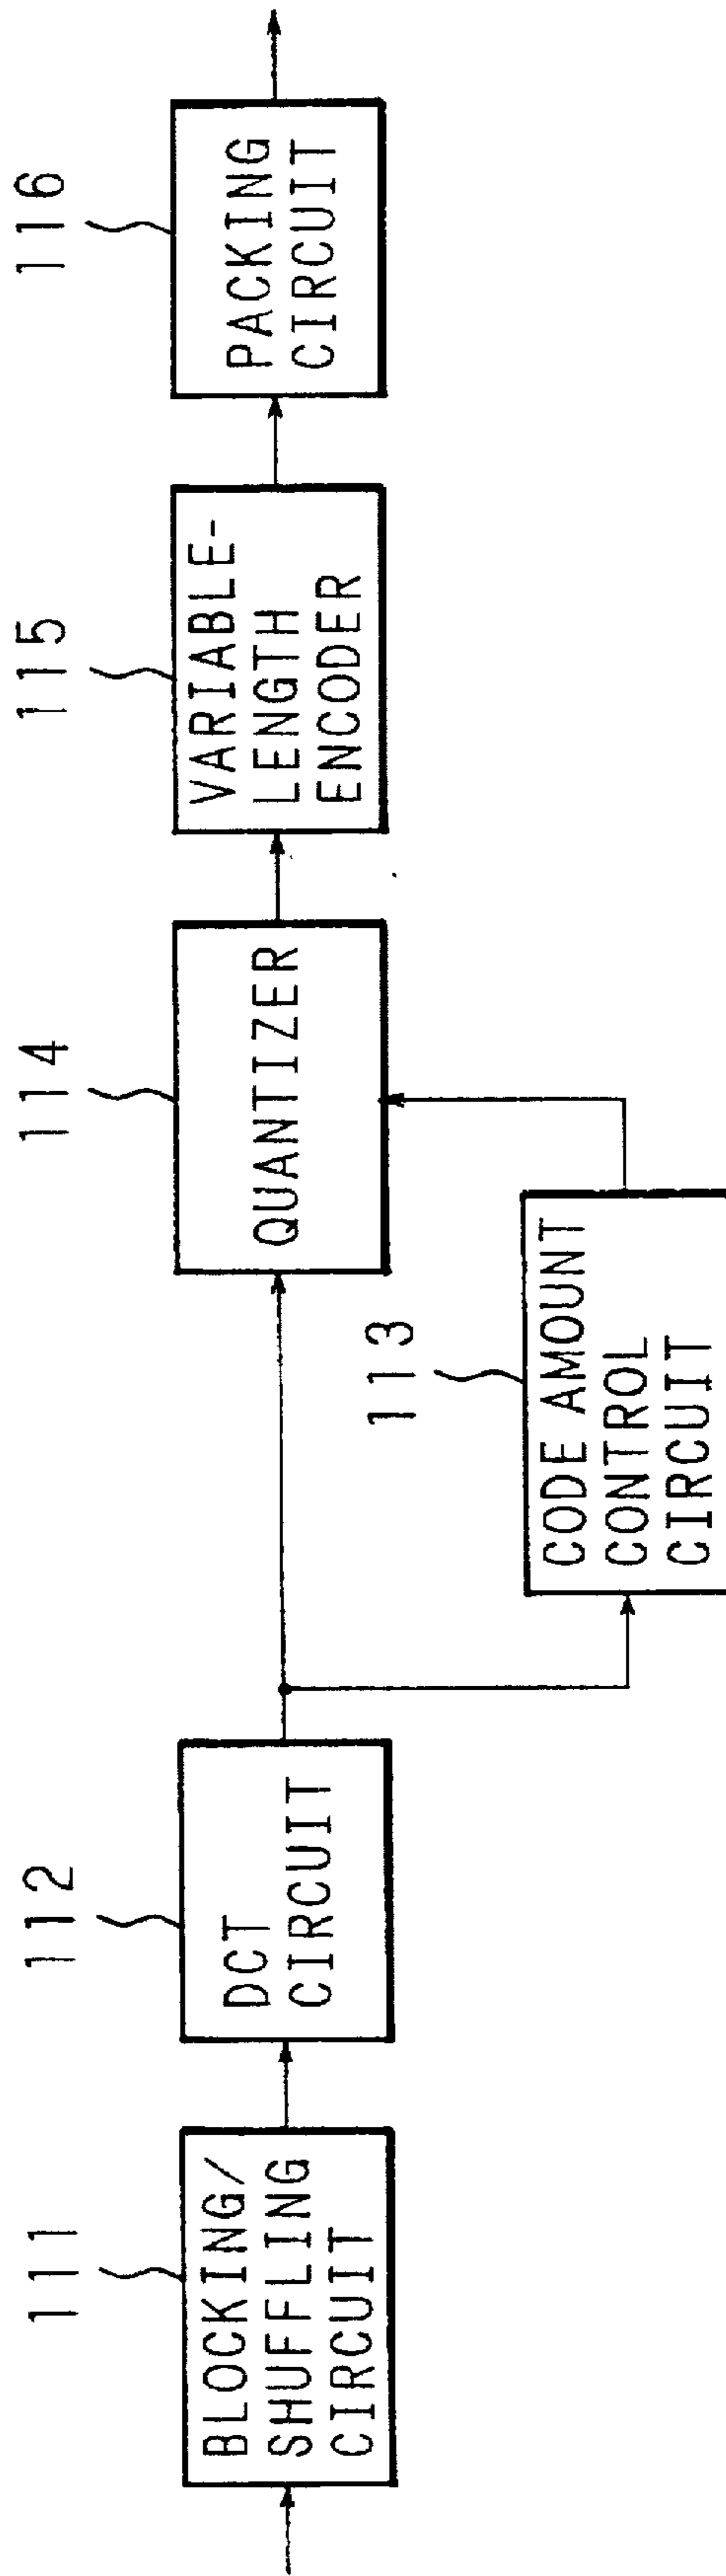 111
BLOCKING/
SHUFFLING
CIRCUIT
112
DCT
CIRCUIT
113
CODE AMOUNT
CONTROL
CIRCUIT
114
QUANTIZER
115
VARIABLE-
LENGTH
ENCODER
116
PACKING
CIRCUIT